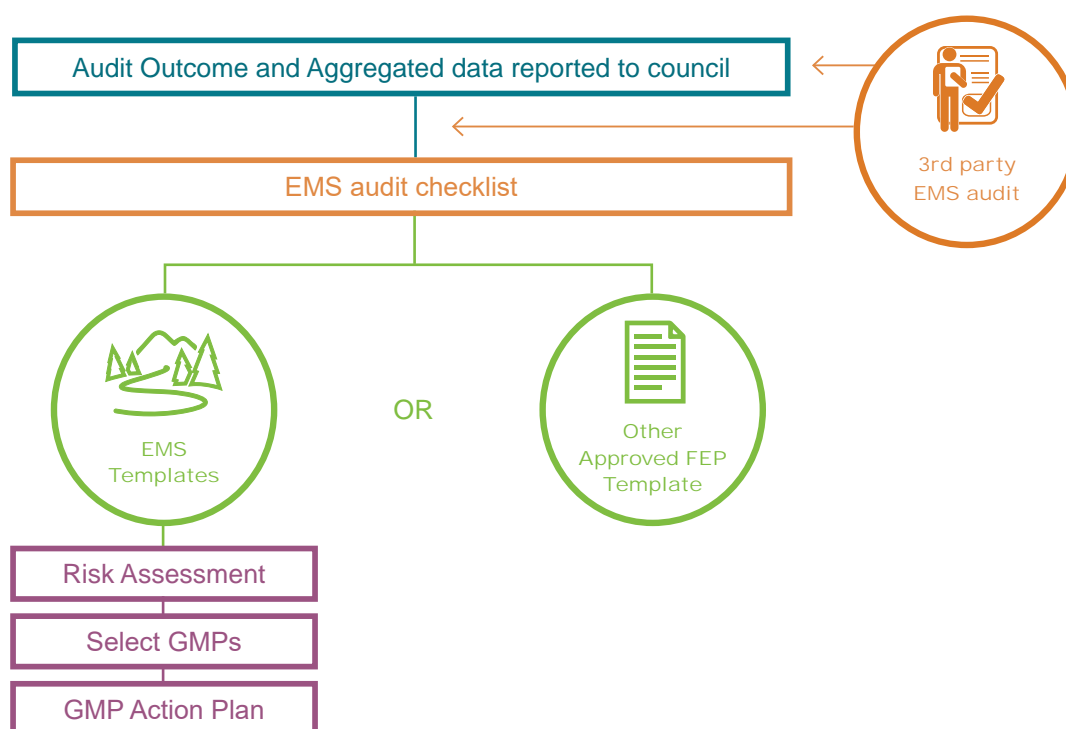 Audit Outcome and Aggregated data reported to council
3rd party
EMS audit
EMS audit checklist
EMS
Templates
OR
Other
Approved FEP
Template
Risk Assessment
Select GMPs
GMP Action Plan